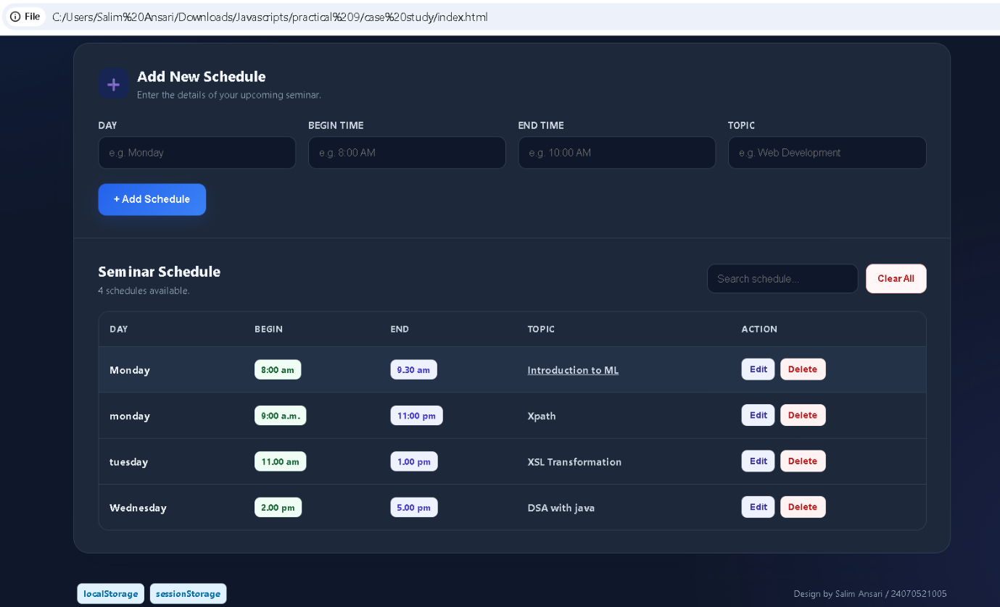 File C:/Users/Salim%20Ansari/Downloads/Javascripts/practical%209/case%20study/index.html
+ Add New Schedule
Enter the details of your upcoming seminar.
DAY BEGIN TIME END TIME TOPIC
e.g. Monday e.g. 8:00 AM e.g. 10:00 AM e.g. Web Development
+ Add Schedule
Seminar Schedule
4 schedules available.
Search schedule... Clear All
DAY BEGIN END TOPIC ACTION
Monday 8:00 am 9.30 am Introduction to ML Edit Delete
monday 9:00 a.m. 11:00 pm Xpath Edit Delete
tuesday 11.00 am 1.00 pm XSL Transformation Edit Delete
Wednesday 2.00 pm 5.00 pm DSA with java Edit Delete
localStorage sessionStorage Design by Salim Ansari / 24070521005